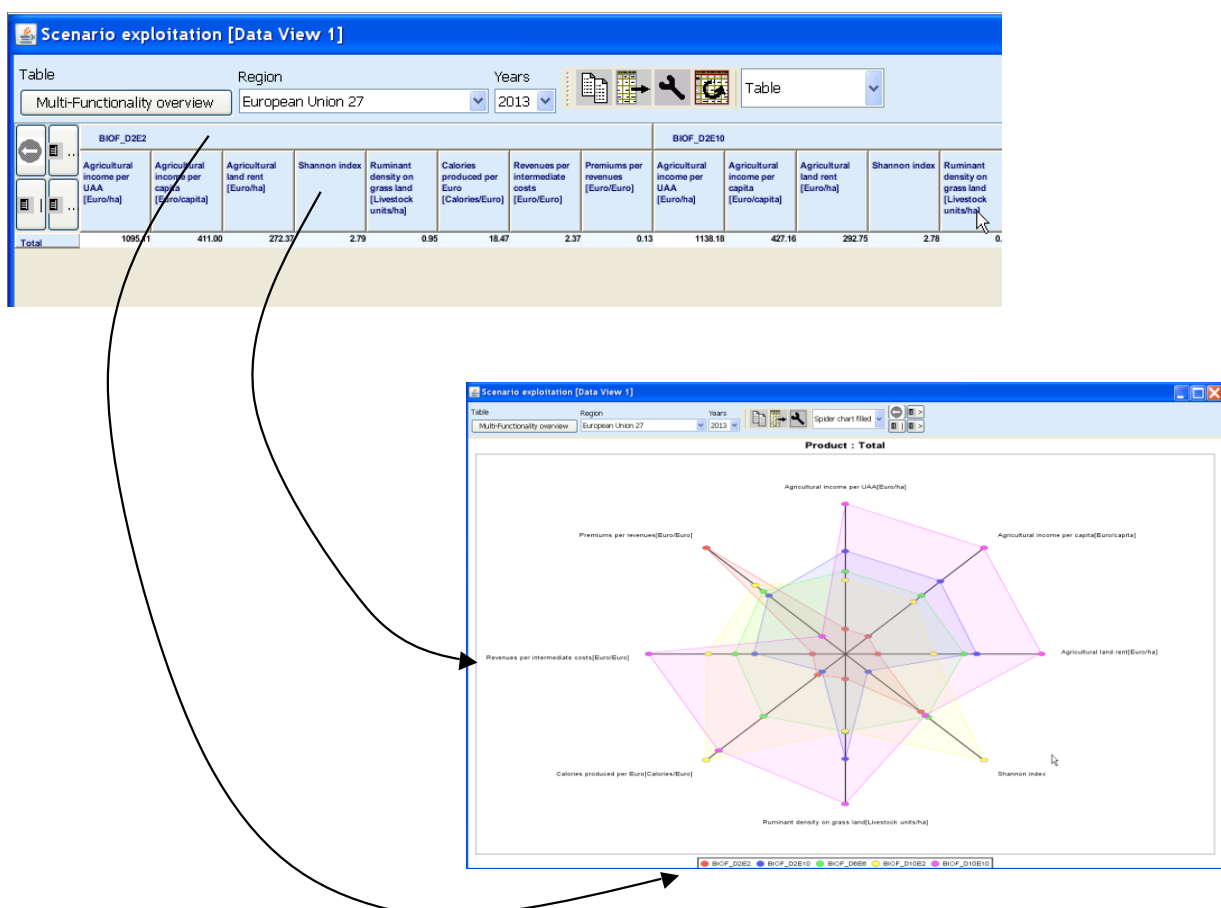 Scenario exploitation [Data View 1]
Table Region Years
Multi-Functionality overview European Union 27 2013 Table
BIOF_D2E2 BIOF_D2E10
Agricultural income per UAA [Euro/ha]
Agricultural income per capita [Euro/capita]
Agricultural land rent [Euro/ha]
Shannon index
Ruminant density on grass land [Livestock units/ha]
Calories produced per Euro [Calories/Euro]
Revenues per intermediate costs [Euro/Euro]
Premiums per revenues [Euro/Euro]
Agricultural income per UAA [Euro/ha]
Agricultural income per capita [Euro/capita]
Agricultural land rent [Euro/ha]
Shannon index
Ruminant density on grass land [Livestock units/ha]
Total 411.00 272.37 2.79 0.95 18.47 2.37 0.13 1138.18 427.16 292.75 2.78 0.
Scenario exploitation [Data View 1]
Table Region Years
Multi-Functionality overview European Union 27 2013 Spider chart filled
Product : Total
Agricultural income per UAA[Euro/ha]
Premiums per revenues[Euro/Euro]
Agricultural income per capita[Euro/capita]
Revenues per intermediate costs[Euro/Euro]
Agricultural land rent[Euro/ha]
Calories produced per Euro[Calories/Euro]
Shannon index
Ruminant density on grass land[Livestock units/ha]
BIOF_D2E2 BIOF_D2E10 BIOF_D6E6 BIOF_D10E2 BIOF_D10E10